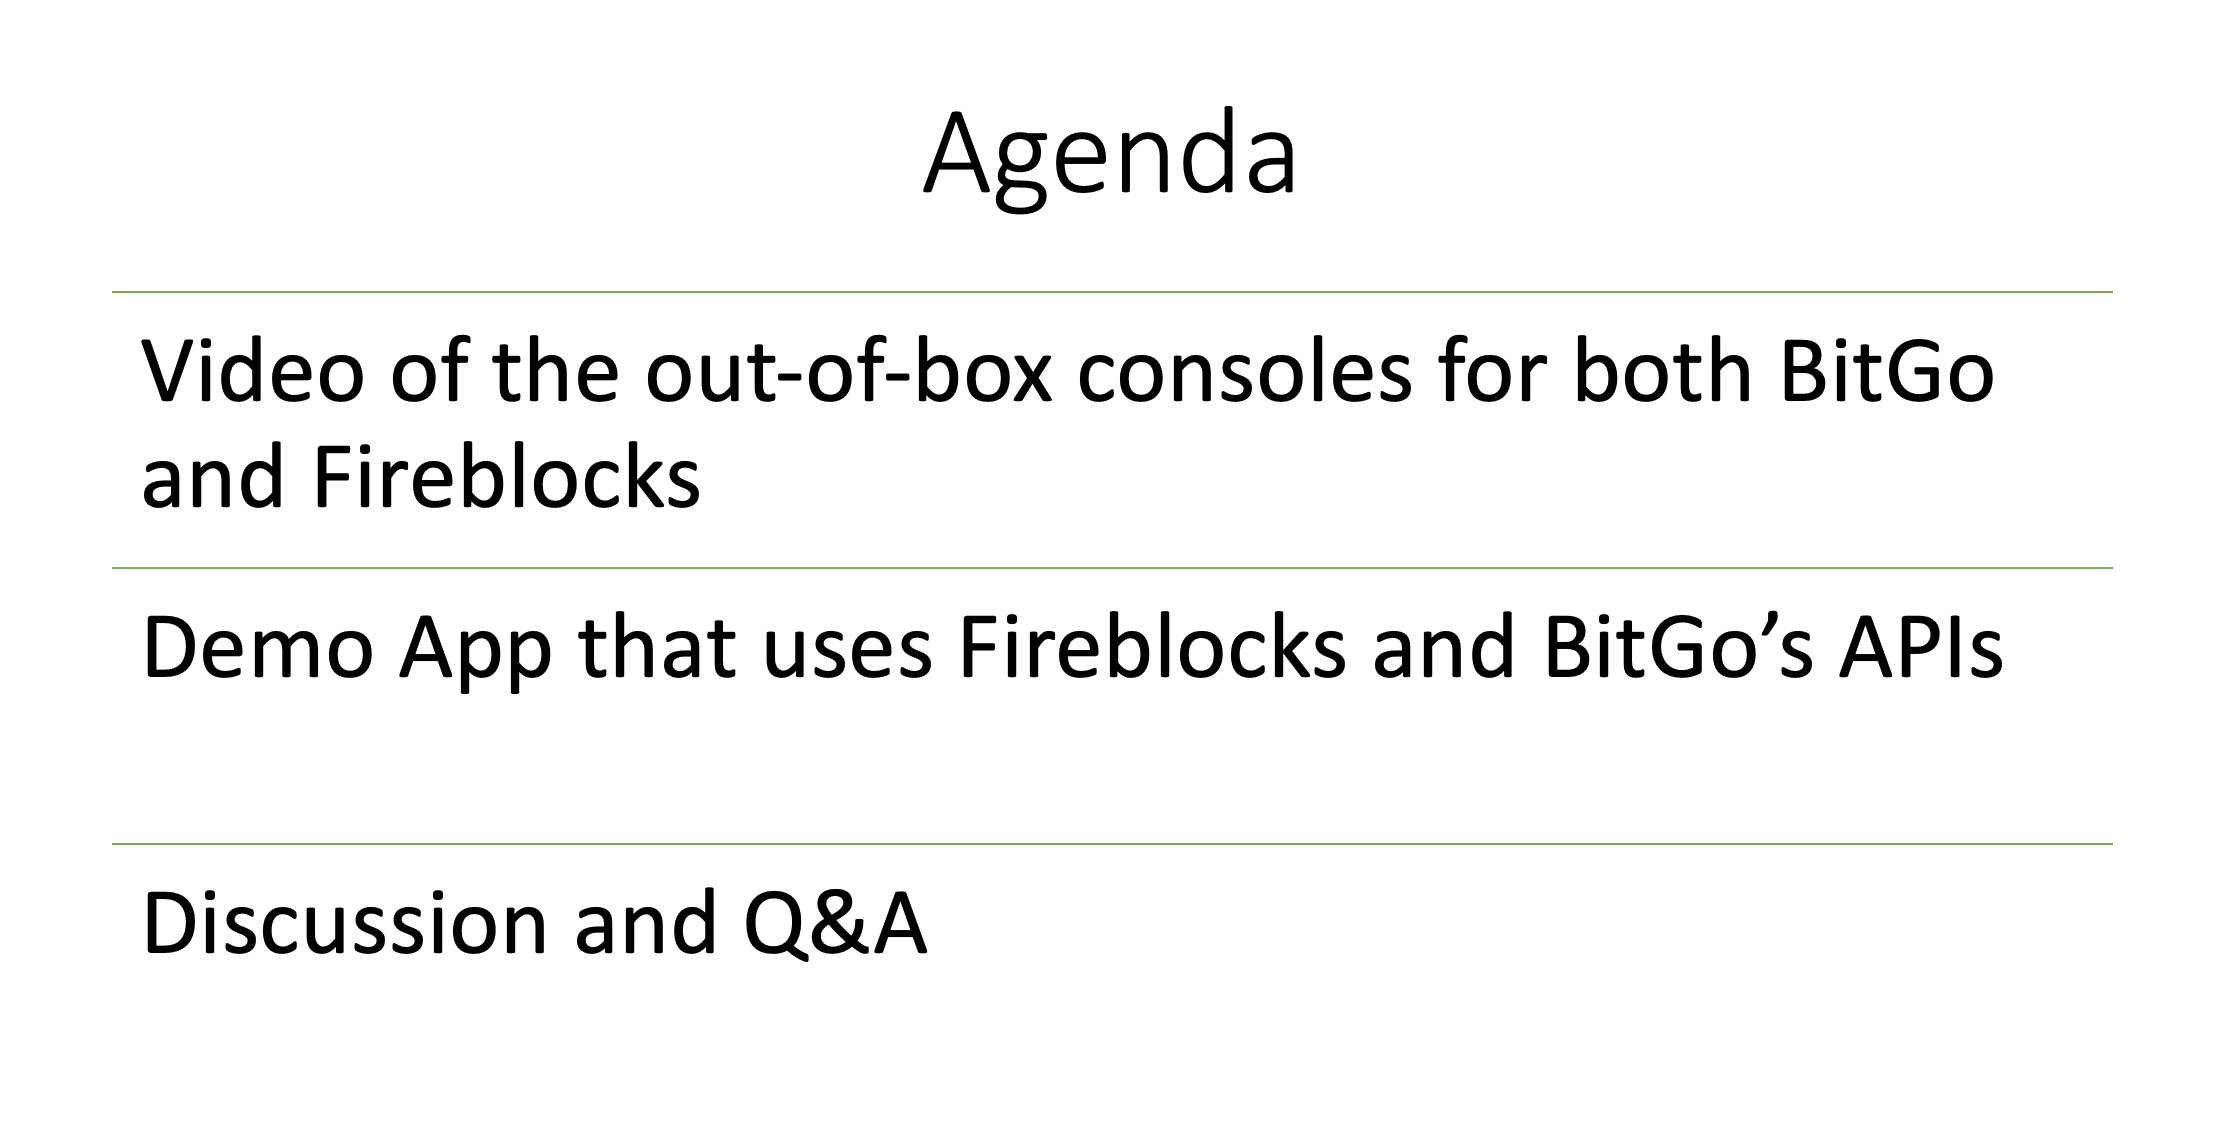 Agenda
Video of the out-of-box consoles for both BitGo
and Fireblocks
Demo App that uses Fireblocks and BitGo’s APIs
Discussion and Q&A